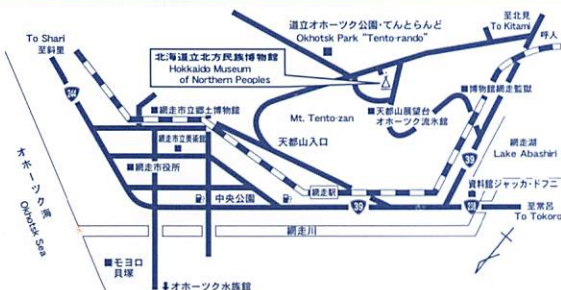 To Shari
至斜里
244
道立オホーツク公園・てんとらんど
Okhotsk Park "Tento-rando"
至北見
To Kitami
呼人
北海道立北方民族博物館
Hokkaido Museum
of Northern Peoples
Mt. Tento-zan
天都山展望台
オホーツク流氷館
博物館網走監獄
網走市立郷土博物館
網走市立美術館
天都山入口
網走湖
Lake Abashiri
39
網走市役所
中央公園
網走駅
39
資料館ジャッカ・ドフニ
238
至常呂
To Tokoro
オホーツク海
Okhotsk Sea
網走川
モヨロ
貝塚
オホーツク水族館